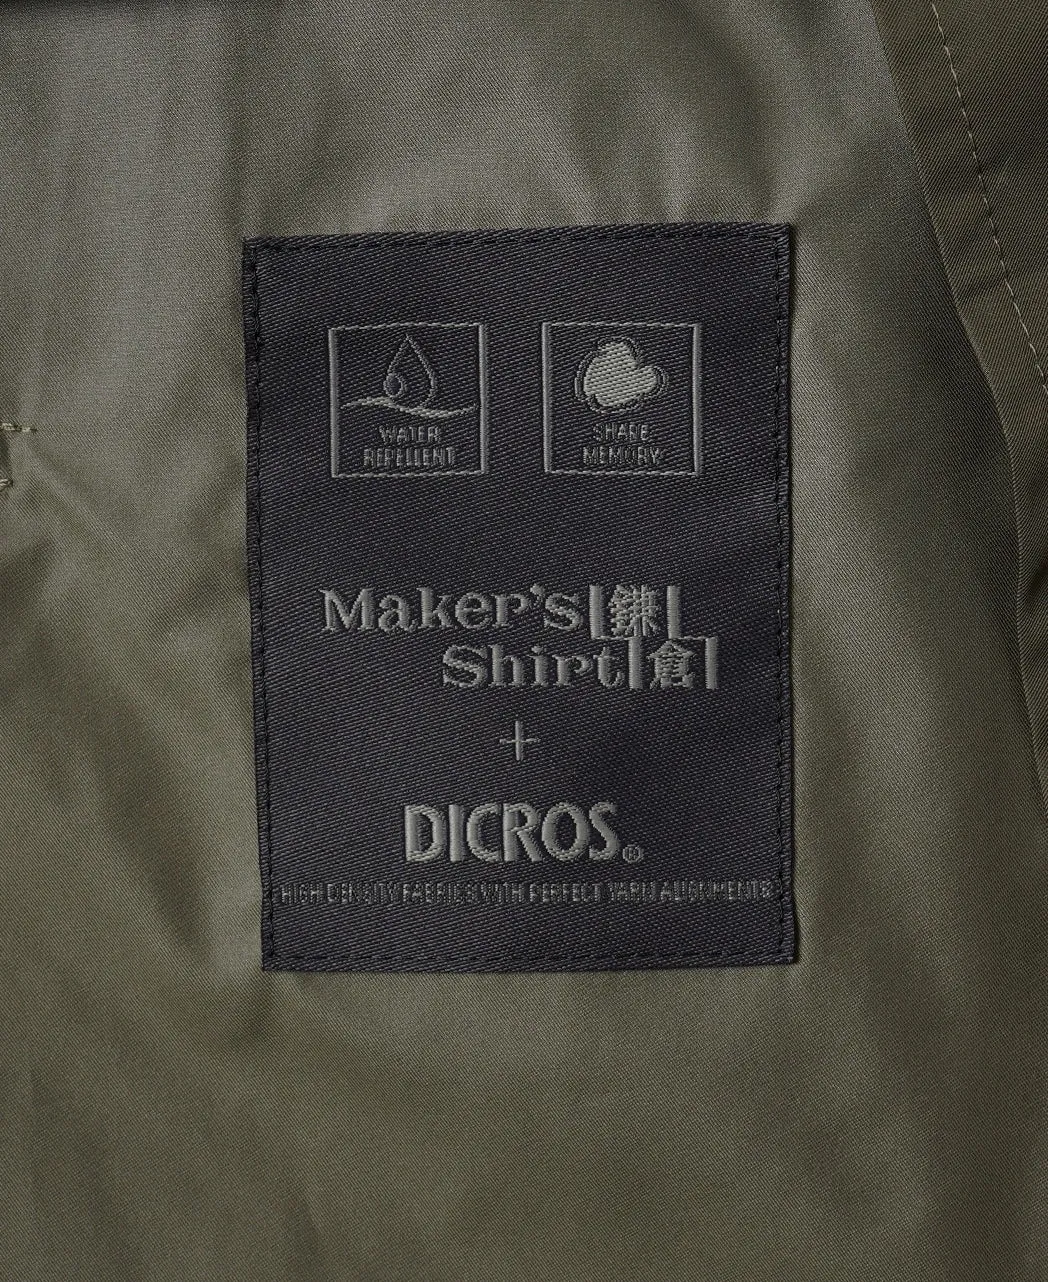 WATER
REPELLENT
SHAPE
MEMORY
Maker's 鎌
Shirt 倉
+
DICROS®
HIGH DENSITY FABRICS WITH PERFECT YARN ALIGNMENTS